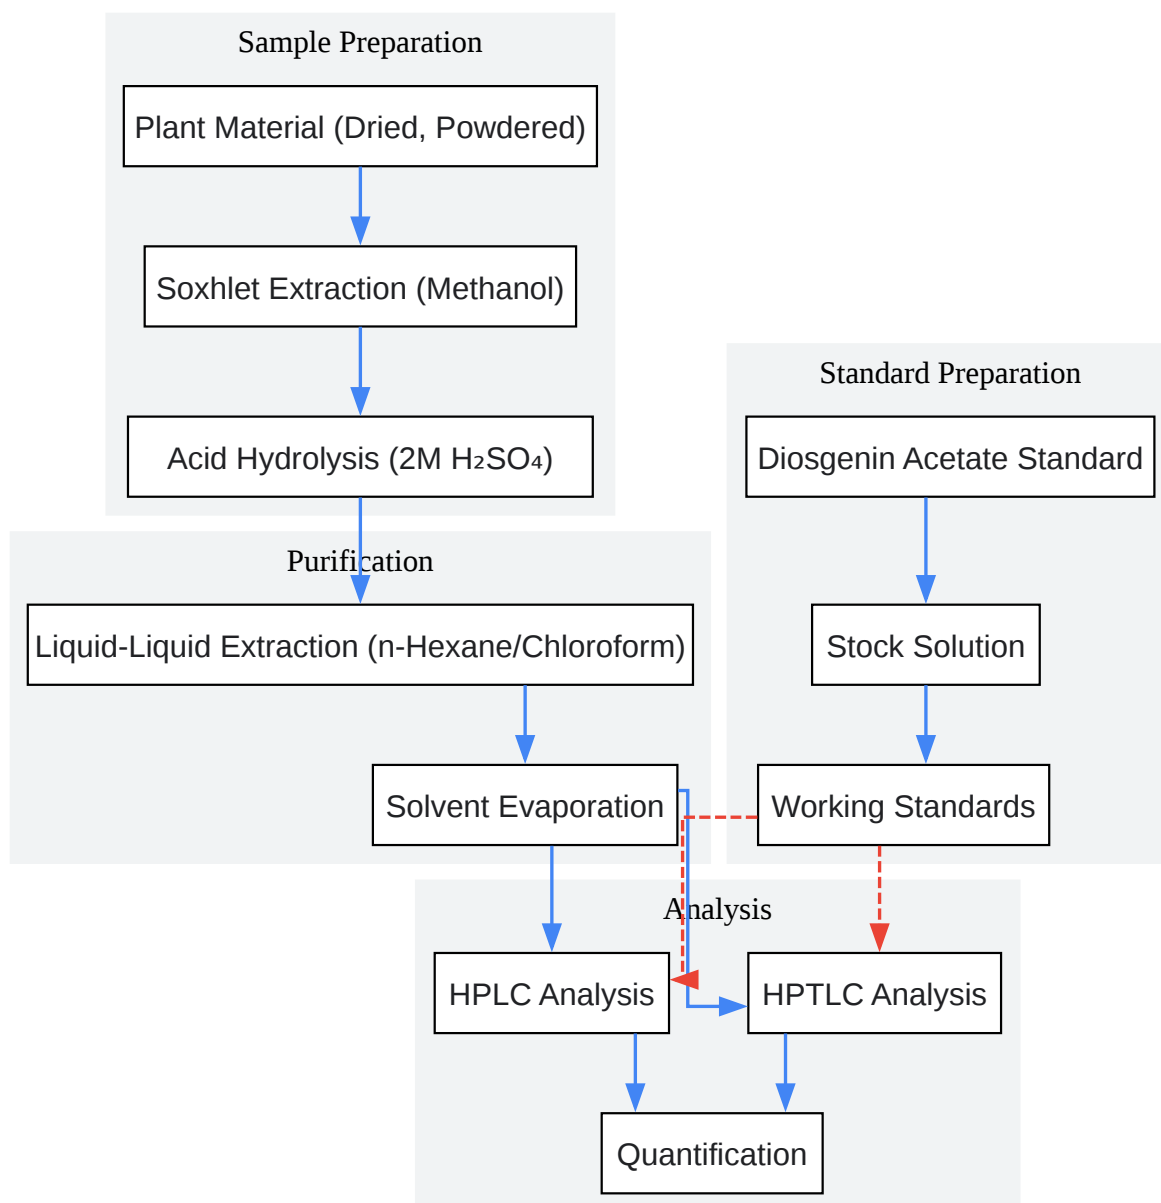 Sample Preparation
Plant Material (Dried, Powdered)
Soxhlet Extraction (Methanol)
Acid Hydrolysis (2M H₂SO₄)
Standard Preparation
Diosgenin Acetate Standard
Stock Solution
Working Standards
Purification
Liquid-Liquid Extraction (n-Hexane/Chloroform)
Solvent Evaporation
Analysis
HPLC Analysis
HPTLC Analysis
Quantification